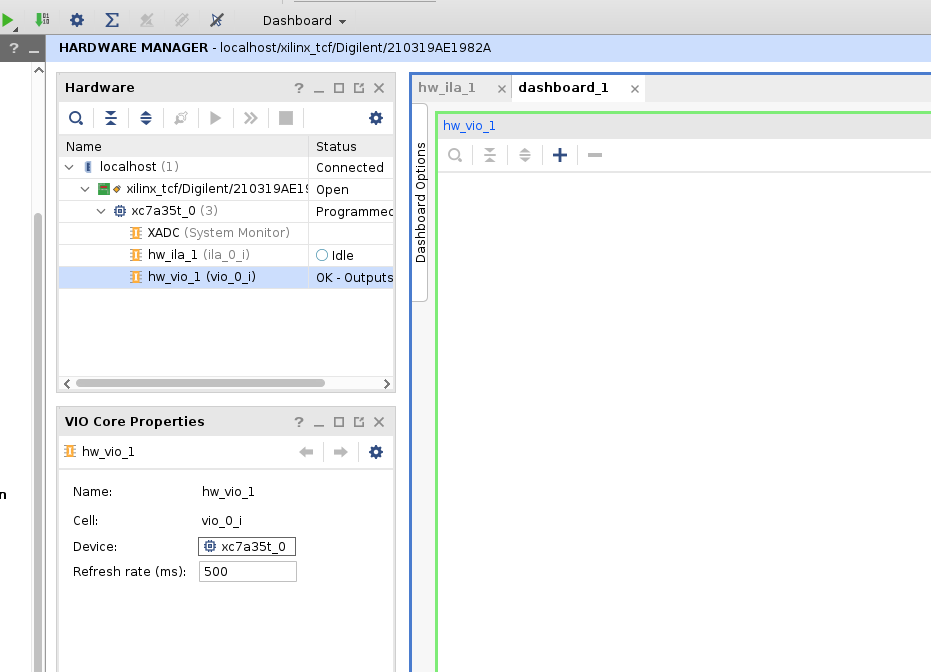 Dashboard
? _ HARDWARE MANAGER - localhost/xilinx_tcf/Digilent/210319AE1982A
Hardware
hw_ila_1
dashboard_1
hw_vio_1
Dashboard Options
Name Status
localhost (1) Connected
xilinx_tcf/Digilent/210319AE19 Open
xc7a35t_0 (3) Programmed
XADC (System Monitor)
hw_ila_1 (ila_0_i) Idle
hw_vio_1 (vio_0_i) OK - Outputs
VIO Core Properties
hw_vio_1
n
Name: hw_vio_1
Cell: vio_0_i
Device: xc7a35t_0
Refresh rate (ms): 500